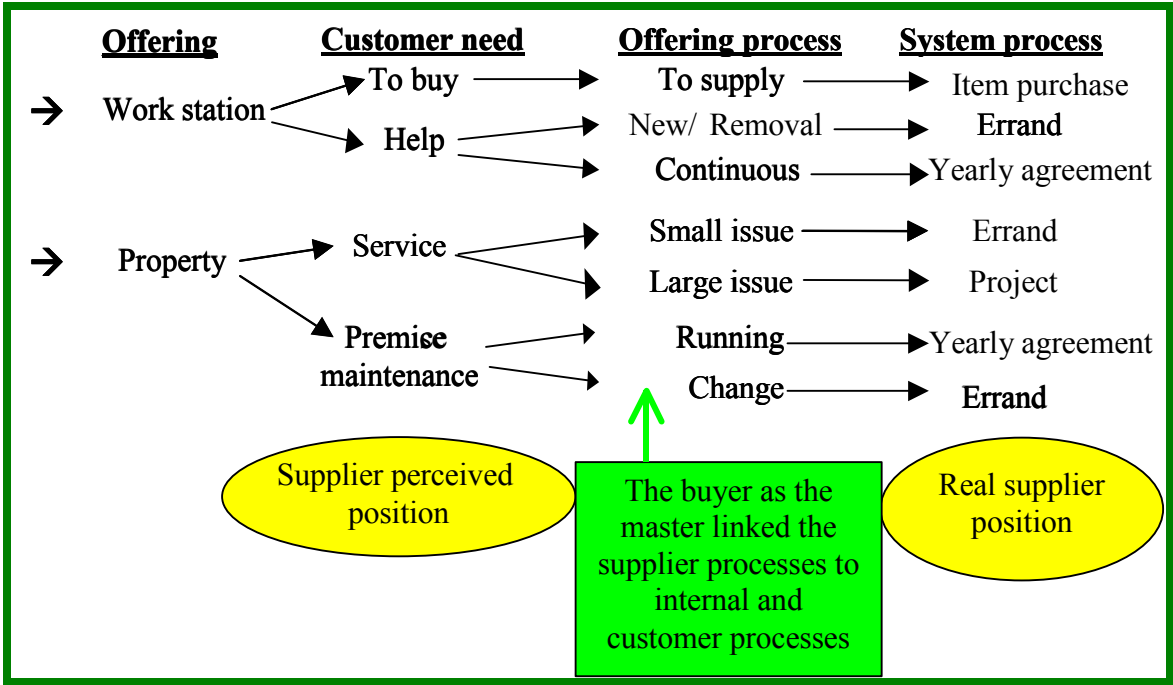 Offering Customer need Offering process System process
To buy To supply Item purchase
Work station
Help New/ Removal Errand
Continuous Yearly agreement
Small issue Errand
Property Service
Large issue Project
Premise Running Yearly agreement
maintenance Change Errand
Supplier perceived
position
The buyer as the
master linked the
supplier processes to
internal and
customer processes
Real supplier
position